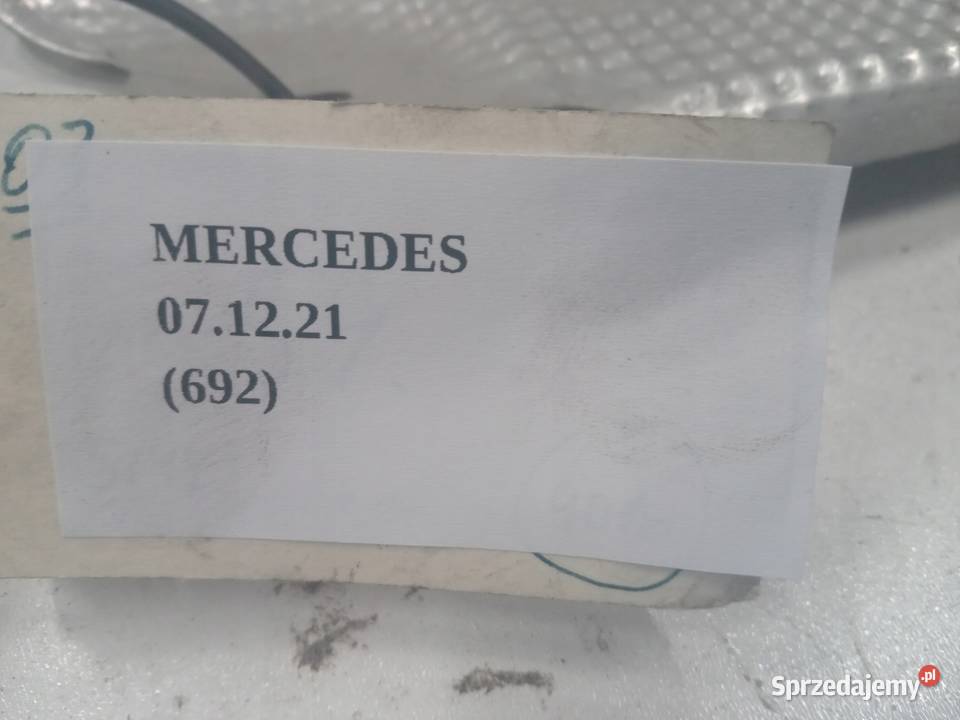 MERCEDES
07.12.21
(692)
Sprzedajemy.pl